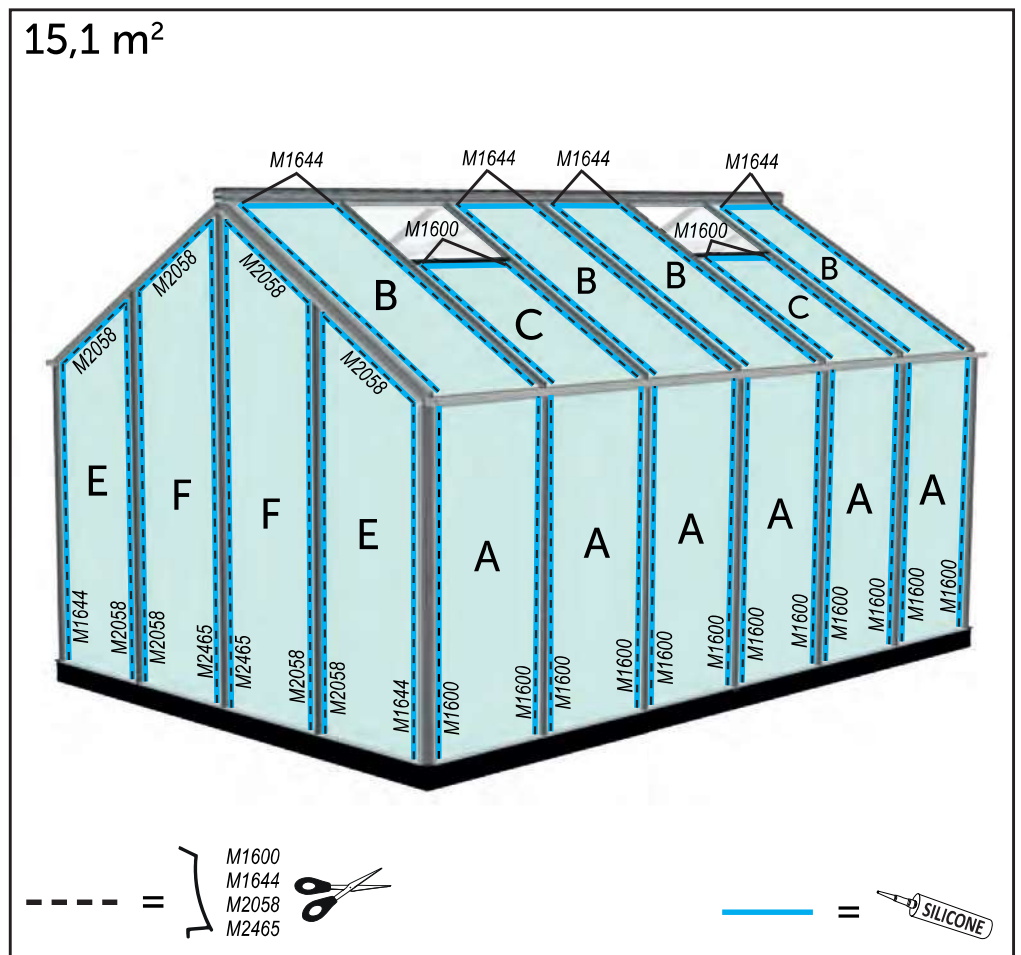 15,1 m²
M1644 M1644 M1644 M1644
M1600 M1600
M2058 M2058 M2058 M2058
B C B B C B
E F F E A A A A A A
M1644 M2058 M2058 M2465 M2465 M2058 M2058 M1644
M1600 M1600 M1600 M1600 M1600 M1600 M1600 M1600 M1600 M1600 M1600 M1600
= M1600
M1644
M2058
M2465
= SILICONE